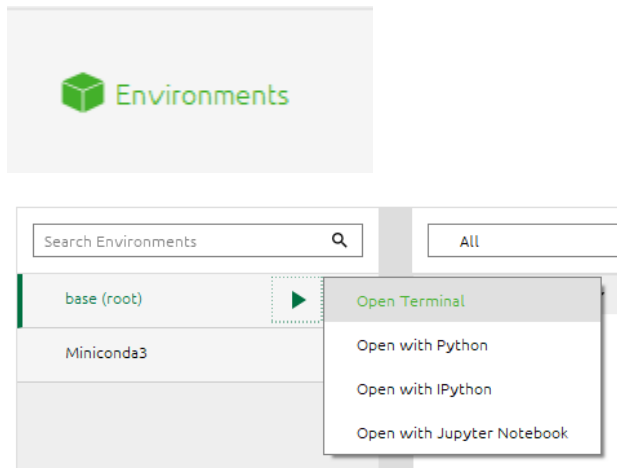 Environments
Search Environments
All
base (root)
Open Terminal
Open with Python
Miniconda3
Open with IPython
Open with Jupyter Notebook